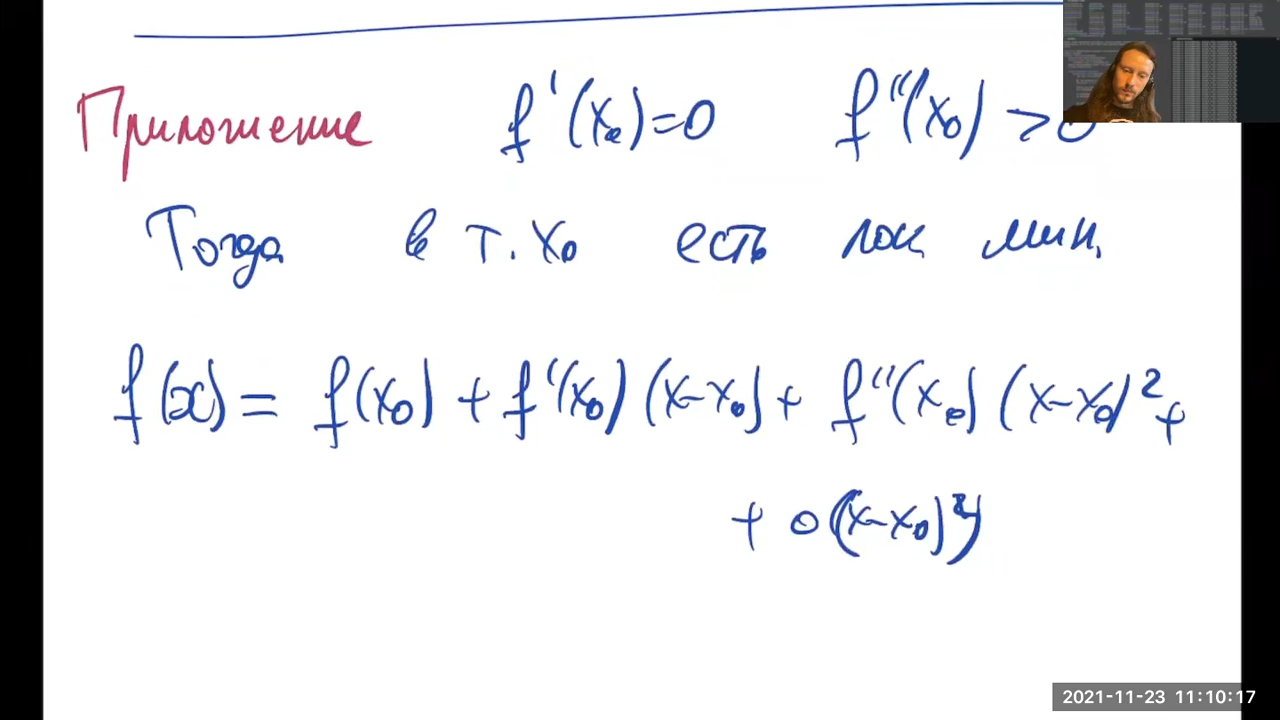 Приложение f'(x₀)=0 f''(x₀) > 0
Тогда в т. x₀ есть лок мин.
f(x) = f(x₀) + f'(x₀)(x-x₀) + f''(x₀)(x-x₀)² +
+ o((x-x₀)²)
2021-11-23 11:10:17